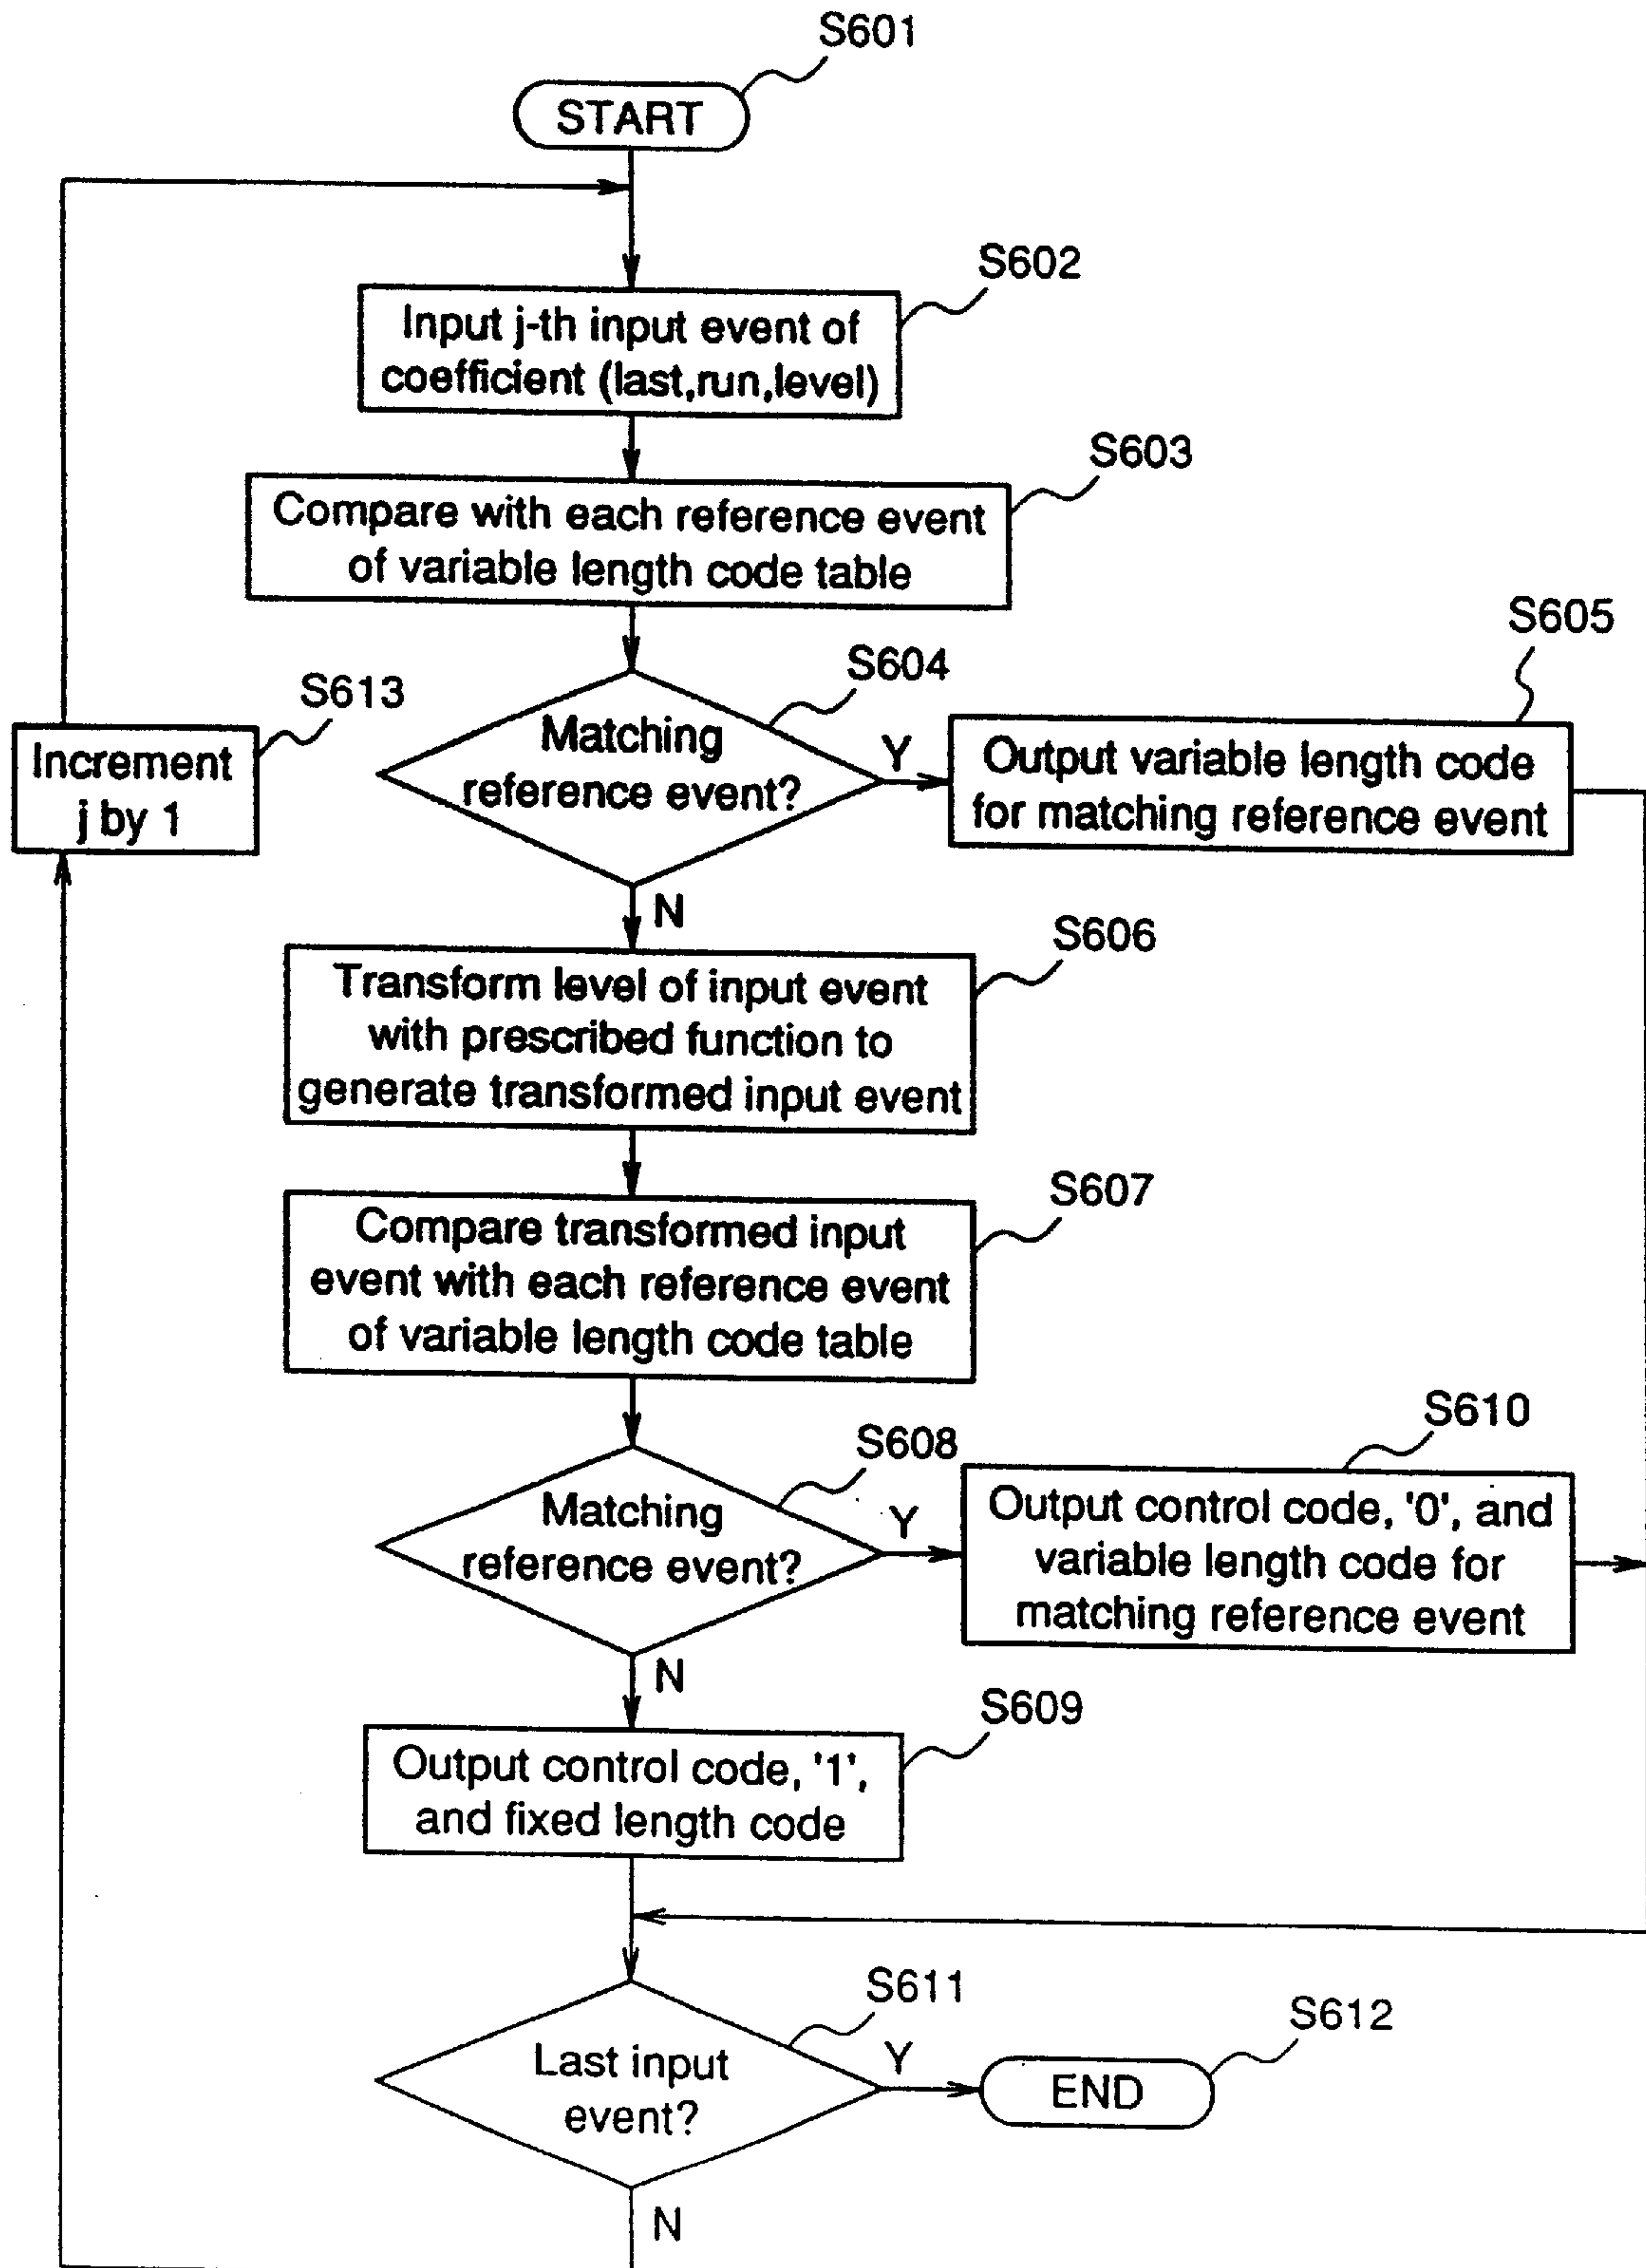 S601
START
S602
Input j-th input event of
coefficient (last,run,level)
S603
Compare with each reference event
of variable length code table
S604
Matching
reference event?
Y
S605
Output variable length code
for matching reference event
S613
Increment
j by 1
N
S606
Transform level of input event
with prescribed function to
generate transformed input event
S607
Compare transformed input
event with each reference event
of variable length code table
S608
Matching
reference event?
Y
S610
Output control code, '0', and
variable length code for
matching reference event
N
S609
Output control code, '1',
and fixed length code
S611
Last input
event?
Y
S612
END
N